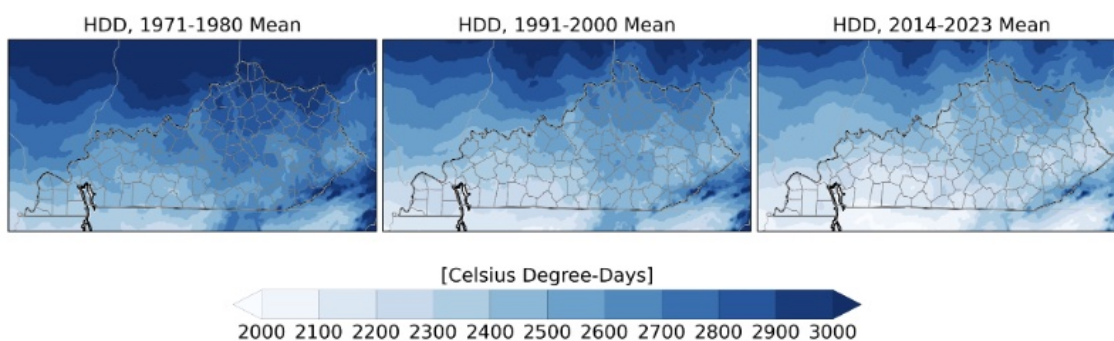 HDD, 1971-1980 Mean
HDD, 1991-2000 Mean
HDD, 2014-2023 Mean
[Celsius Degree-Days]
2000 2100 2200 2300 2400 2500 2600 2700 2800 2900 3000